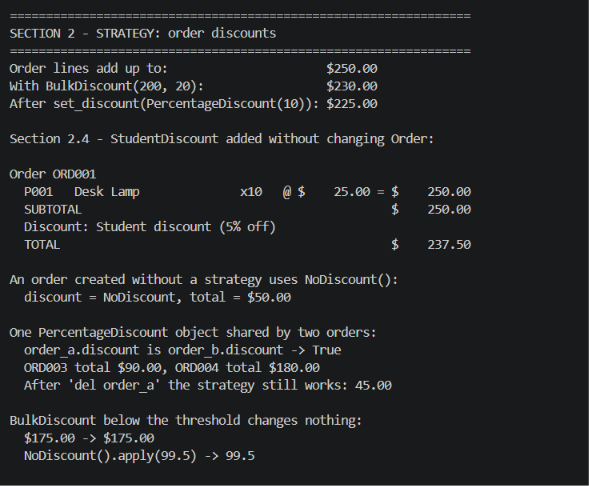 ======================================================================
SECTION 2 - STRATEGY: order discounts
======================================================================
Order lines add up to:                          $250.00
With BulkDiscount(200, 20):                     $230.00
After set_discount(PercentageDiscount(10)): $225.00
Section 2.4 - StudentDiscount added without changing Order:
Order ORD001
  P001   Desk Lamp               x10   @ $    25.00 = $    250.00
  SUBTOTAL                                                $    250.00
  Discount: Student discount (5% off)
  TOTAL                                                   $    237.50
An order created without a strategy uses NoDiscount():
  discount = NoDiscount, total = $50.00
One PercentageDiscount object shared by two orders:
  order_a.discount is order_b.discount -> True
  ORD003 total $90.00, ORD004 total $180.00
  After 'del order_a' the strategy still works: 45.00
BulkDiscount below the threshold changes nothing:
  $175.00 -> $175.00
  NoDiscount().apply(99.5) -> 99.5